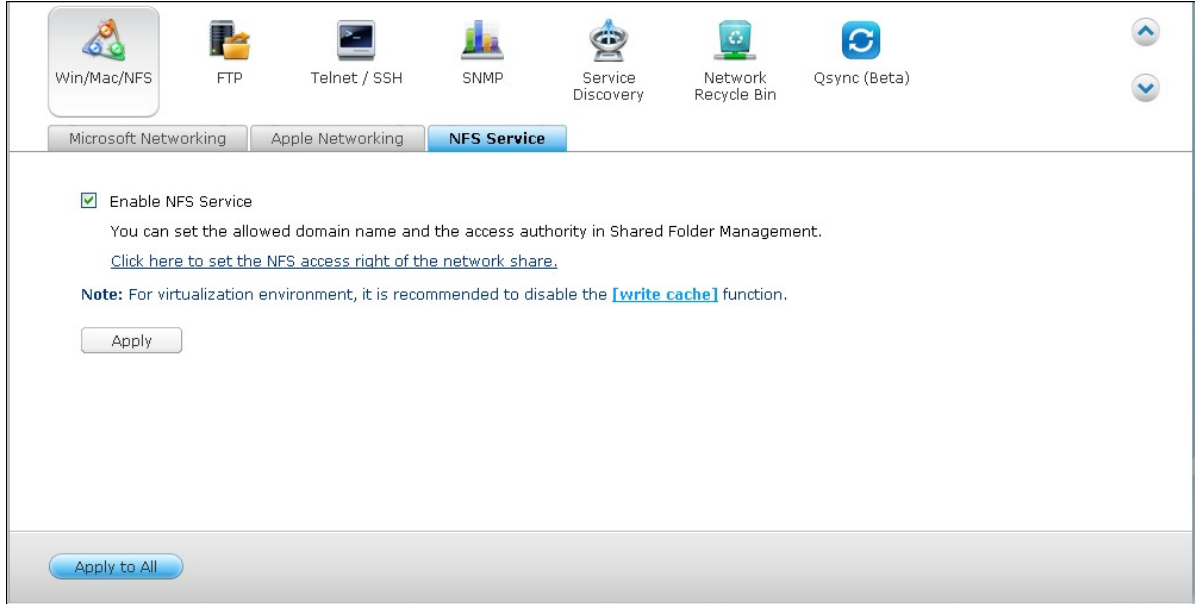 Win/Mac/NFS
FTP
Telnet / SSH
SNMP
Service
Discovery
Network
Recycle Bin
Qsync (Beta)
Microsoft Networking
Apple Networking
NFS Service
Enable NFS Service
You can set the allowed domain name and the access authority in Shared Folder Management.
Click here to set the NFS access right of the network share.
Note: For virtualization environment, it is recommended to disable the [write cache] function.
Apply
Apply to All